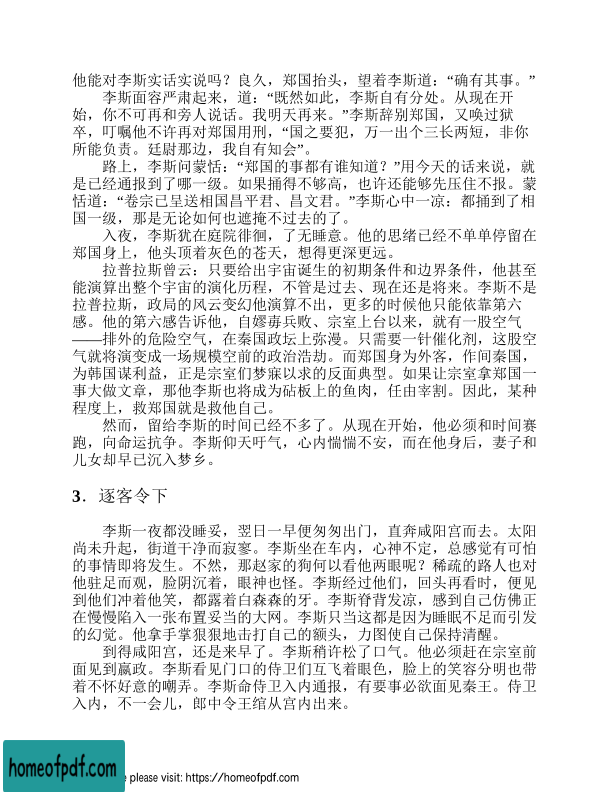 他能对李斯实话实说吗？良久，郑国抬头，望着李斯道：“确有其事。”
李斯面容严肃起来，道：“既然如此，李斯自有分处。从现在开
始，你不可再和旁人说话。我明天再来。”李斯辞别郑国，又唤过狱
卒，叮嘱他不许再对郑国用刑，“国之要犯，万一出个三长两短，非你
所能负责。廷尉那边，我自有知会”。
路上，李斯问蒙恬：“郑国的事都有谁知道？”用今天的话来说，就
是已经通报到了哪一级。如果捅得不够高，也许还能够先压住不报。蒙
恬道：“卷宗已呈送相国昌平君、昌文君。”李斯心中一凉：都捅到了相
国一级，那是无论如何也遮掩不过去的了。
入夜，李斯犹在庭院徘徊，了无睡意。他的思绪已经不单单停留在
郑国身上，他头顶着灰色的苍天，想得更深更远。
拉普拉斯曾云：只要给出宇宙诞生的初期条件和边界条件，他甚至
能演算出整个宇宙的演化历程，不管是过去、现在还是将来。李斯不是
拉普拉斯，政局的风云变幻他演算不出，更多的时候他只能依靠第六
感。他的第六感告诉他，自嫪毐兵败、宗室上台以来，就有一股空气
——排外的危险空气，在秦国政坛上弥漫。只需要一针催化剂，这股空
气就将演变成一场规模空前的政治浩劫。而郑国身为外客，作间秦国，
为韩国谋利益，正是宗室们梦寐以求的反面典型。如果让宗室拿郑国一
事大做文章，那他李斯也将成为砧板上的鱼肉，任由宰割。因此，某种
程度上，救郑国就是救他自己。
然而，留给李斯的时间已经不多了。从现在开始，他必须和时间赛
跑，向命运抗争。李斯仰天吁气，心内惴惴不安，而在他身后，妻子和
儿女却早已沉入梦乡。
3．逐客令下
李斯一夜都没睡妥，翌日一早便匆匆出门，直奔咸阳宫而去。太阳
尚未升起，街道干净而寂寥。李斯坐在车内，心神不定，总感觉有可怕
的事情即将发生。不然，那赵家的狗何以看他两眼呢？稀疏的路人也对
他驻足而观，脸阴沉着，眼神也怪。李斯经过他们，回头再看时，便见
到他们冲着他笑，都露着白森森的牙。李斯脊背发凉，感到自己仿佛正
在慢慢陷入一张布置妥当的大网。李斯只当这都是因为睡眠不足而引发
的幻觉。他拿手掌狠狠地击打自己的额头，力图使自己保持清醒。
到得咸阳宫，还是来早了。李斯稍许松了口气。他必须赶在宗室前
面见到嬴政。李斯看见门口的侍卫们互飞着眼色，脸上的笑容分明也带
着不怀好意的嘲弄。李斯命侍卫入内通报，有要事必欲面见秦王。侍卫
入内，不一会儿，郎中令王绾从宫内出来。
homeofpdf.com
e please visit: https://homeofpdf.com